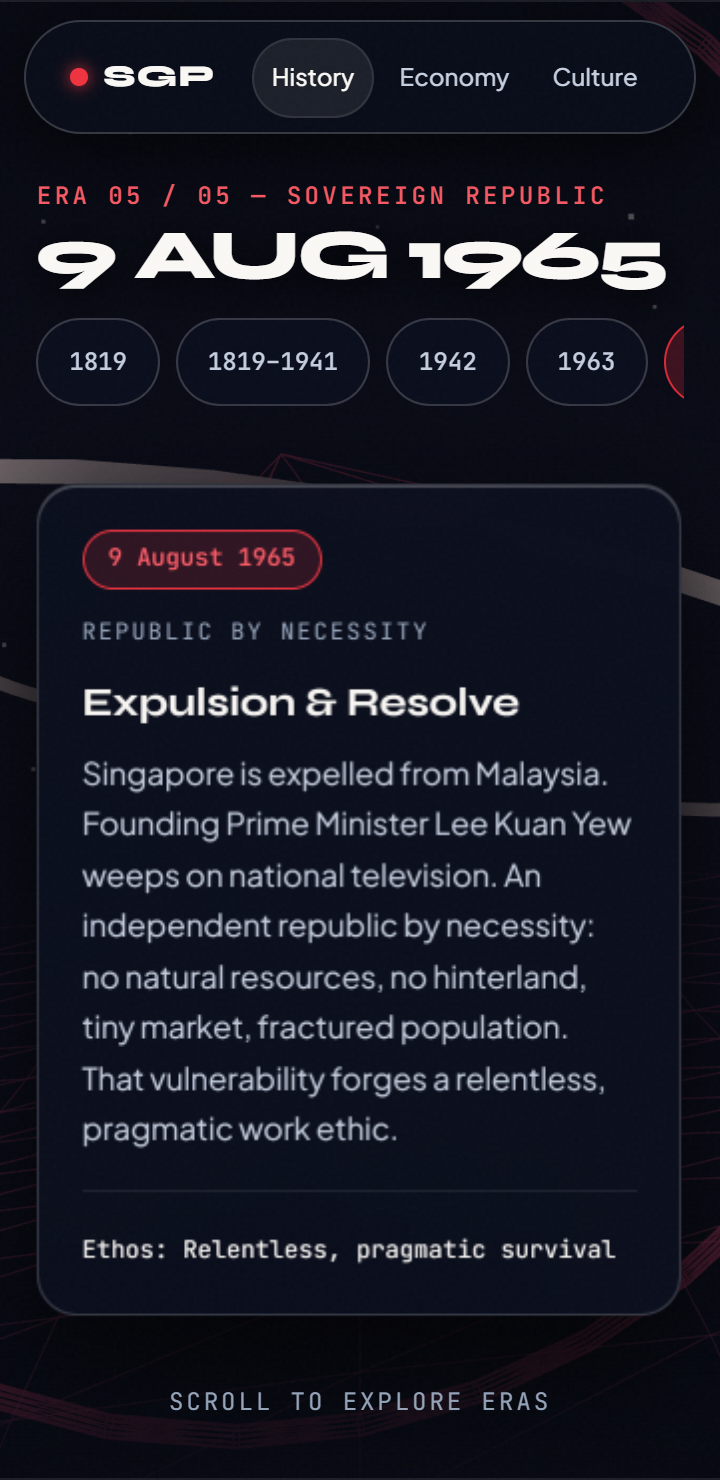 SGP
History
Economy
Culture
ERA 05 / 05 — SOVEREIGN REPUBLIC
9 AUG 1965
1819
1819–1941
1942
1963
9 August 1965
REPUBLIC BY NECESSITY
Expulsion & Resolve
Singapore is expelled from Malaysia.
Founding Prime Minister Lee Kuan Yew
weeps on national television. An
independent republic by necessity:
no natural resources, no hinterland,
tiny market, fractured population.
That vulnerability forges a relentless,
pragmatic work ethic.
Ethos: Relentless, pragmatic survival
SCROLL TO EXPLORE ERAS